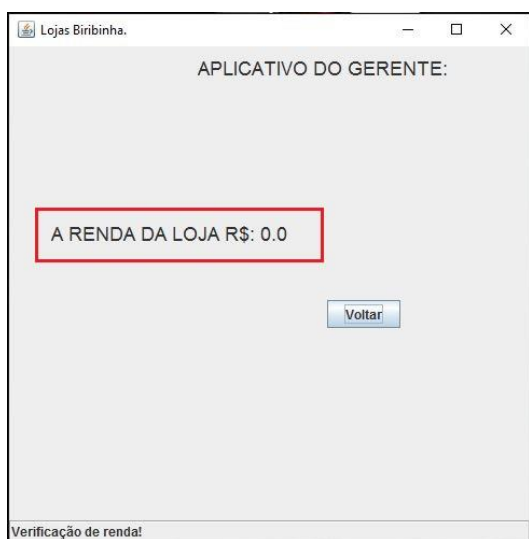 Lojas Biribinha.
APLICATIVO DO GERENTE:
A RENDA DA LOJA R$: 0.0
Voltar
Verificação de renda!